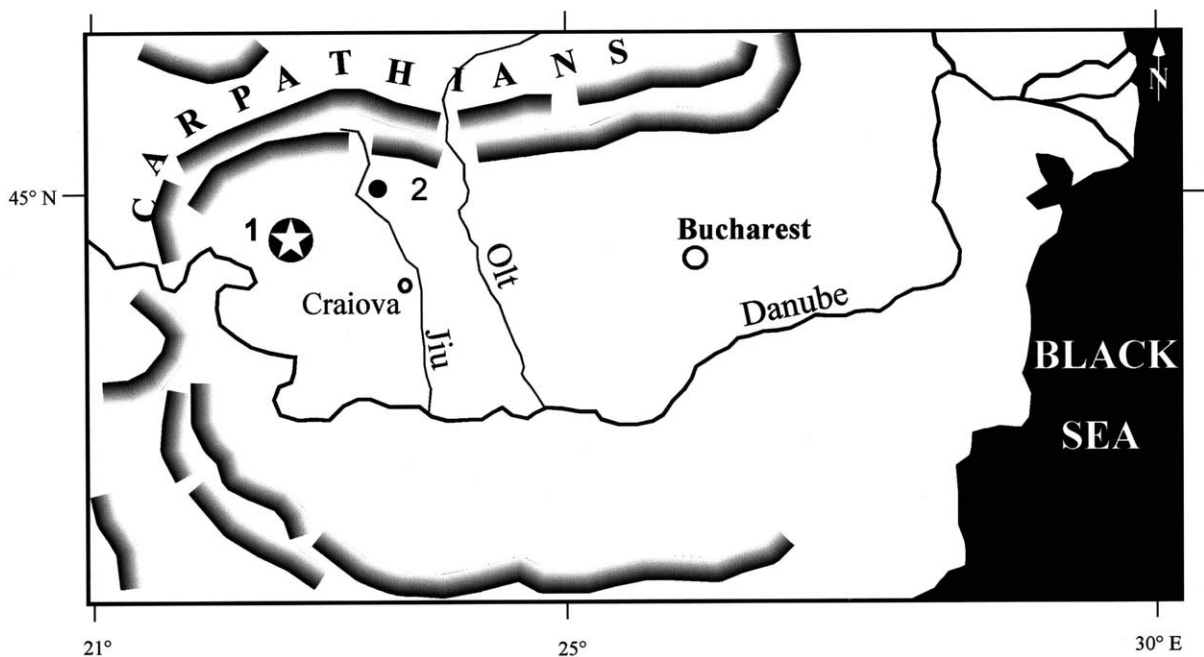 CARPATHIANS
N
45° N
2
1
Bucharest
Olt
Craiova
Danube
Jiu
BLACK
SEA
21°
25°
30° E